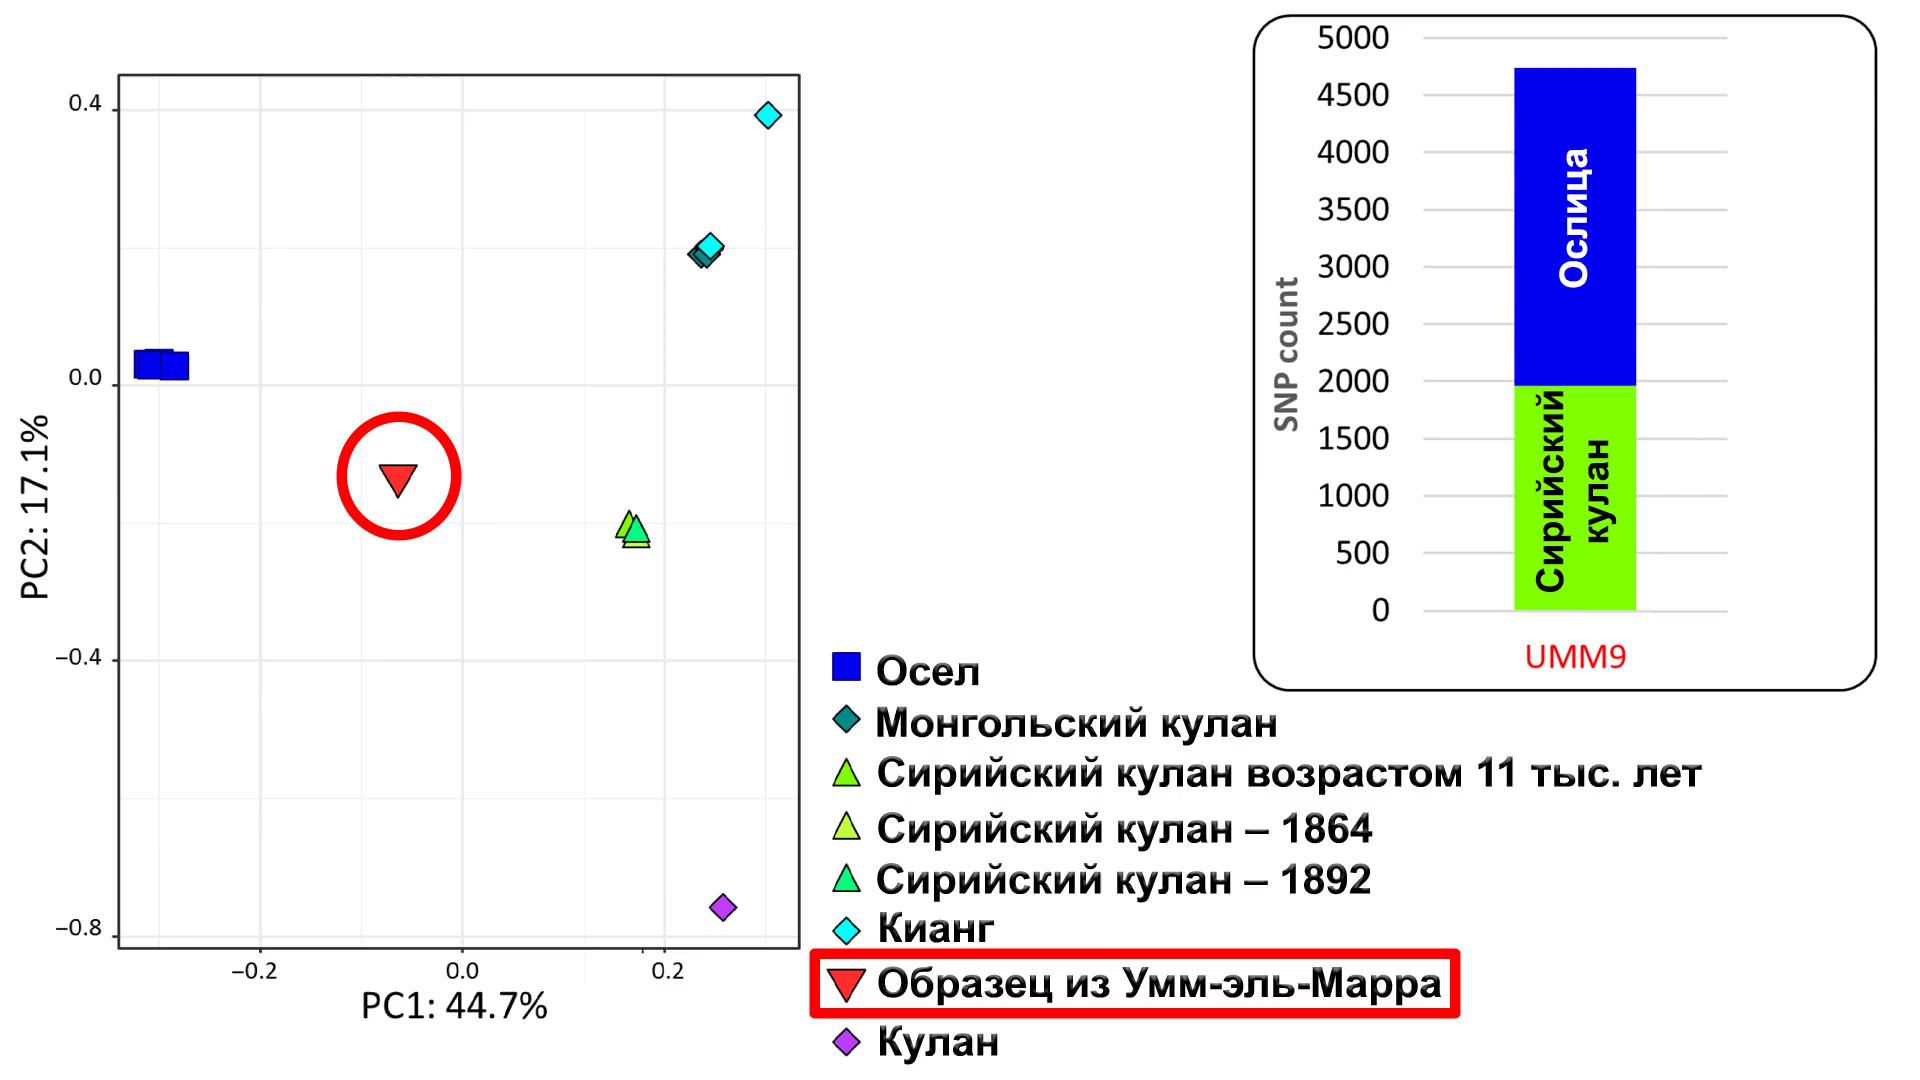 0.4
0.0
−0.4
−0.8
PC2: 17.1%
−0.2
0.0
0.2
PC1: 44.7%
Осел
Монгольский кулан
Сирийский кулан возрастом 11 тыс. лет
Сирийский кулан – 1864
Сирийский кулан – 1892
Кианг
Образец из Умм-эль-Марра
Кулан
5000
4500
4000
3500
3000
2500
2000
1500
1000
500
0
SNP count
Ослица
Сирийский
кулан
UMM9